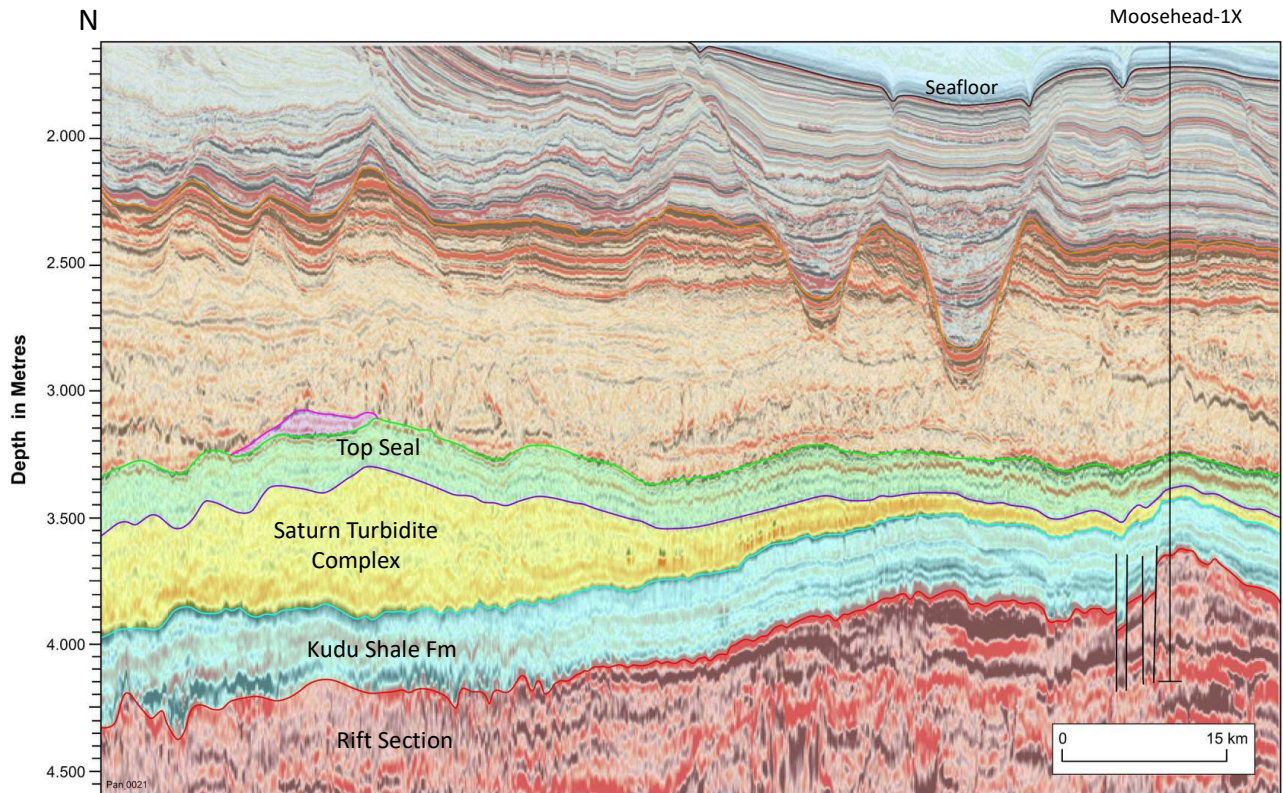 N
Moosehead-1X
Seafloor
2.000
2.500
3.000
3.500
4.000
4.500
Depth in Metres
Top Seal
Saturn Turbidite
Complex
Kudu Shale Fm
Rift Section
0 15 km
Pan 0021